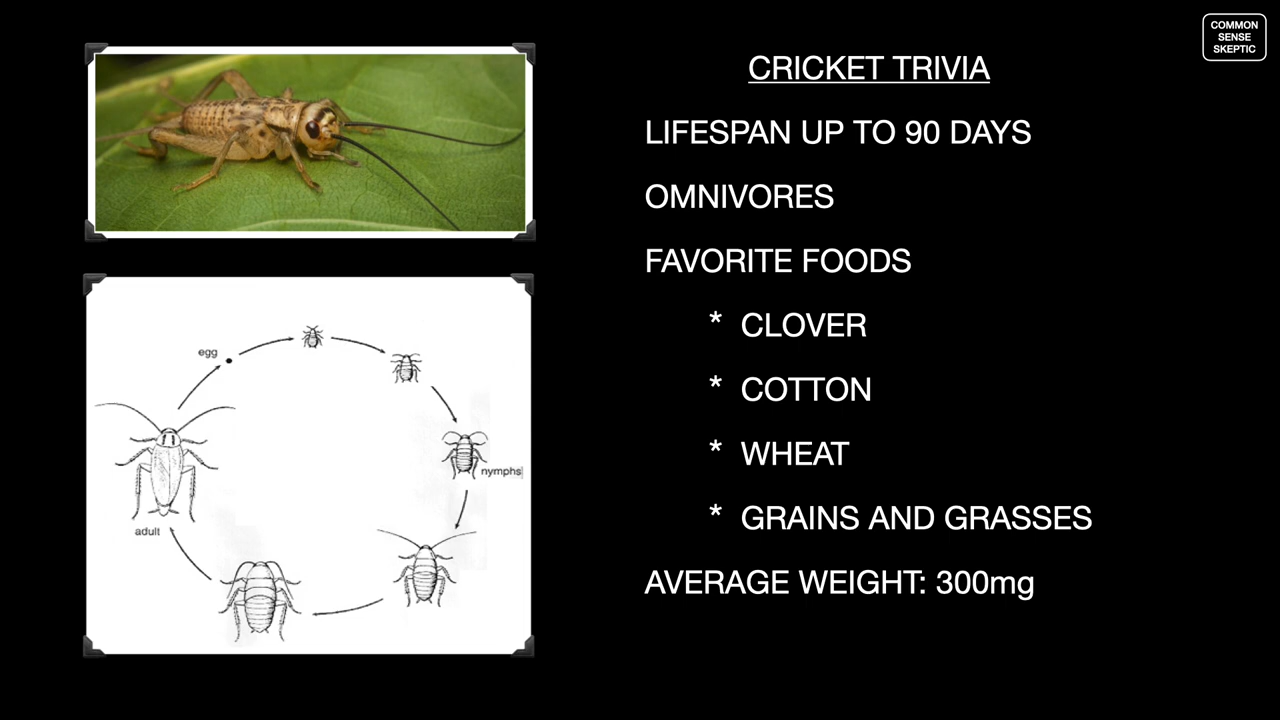 COMMON
SENSE
SKEPTIC
CRICKET TRIVIA
LIFESPAN UP TO 90 DAYS
OMNIVORES
FAVORITE FOODS
* CLOVER
* COTTON
* WHEAT
* GRAINS AND GRASSES
AVERAGE WEIGHT: 300mg
egg
nymphs
adult